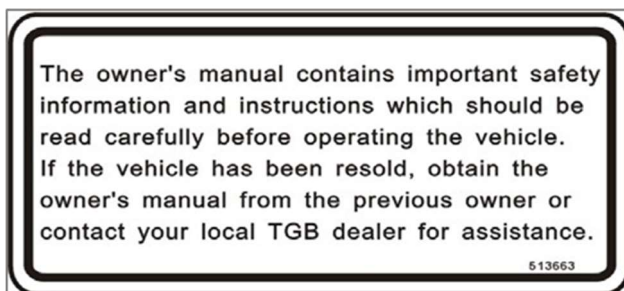 The owner's manual contains important safety
information and instructions which should be
read carefully before operating the vehicle.
If the vehicle has been resold, obtain the
owner's manual from the previous owner or
contact your local TGB dealer for assistance.
513663